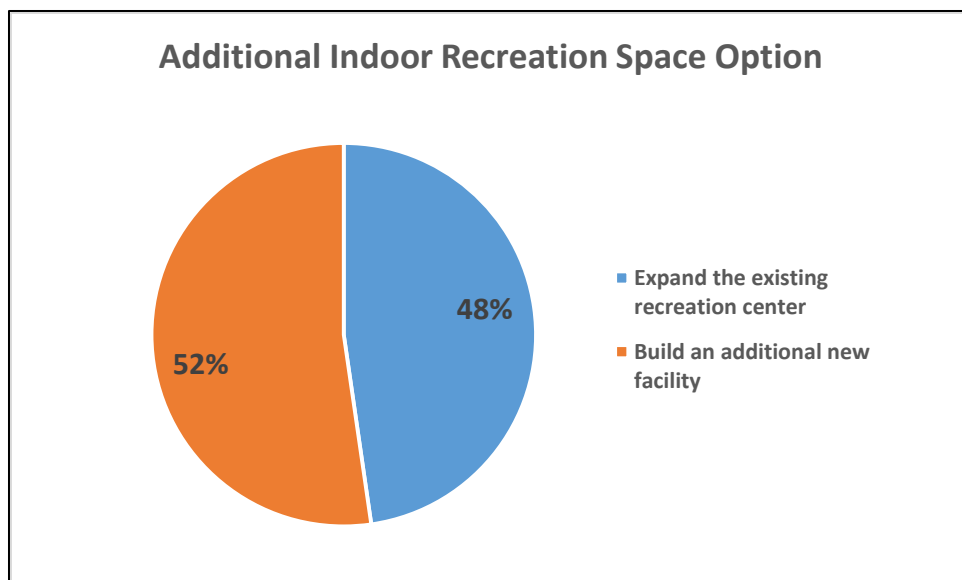 Additional Indoor Recreation Space Option
48%
52%
Expand the existing
recreation center
Build an additional new
facility